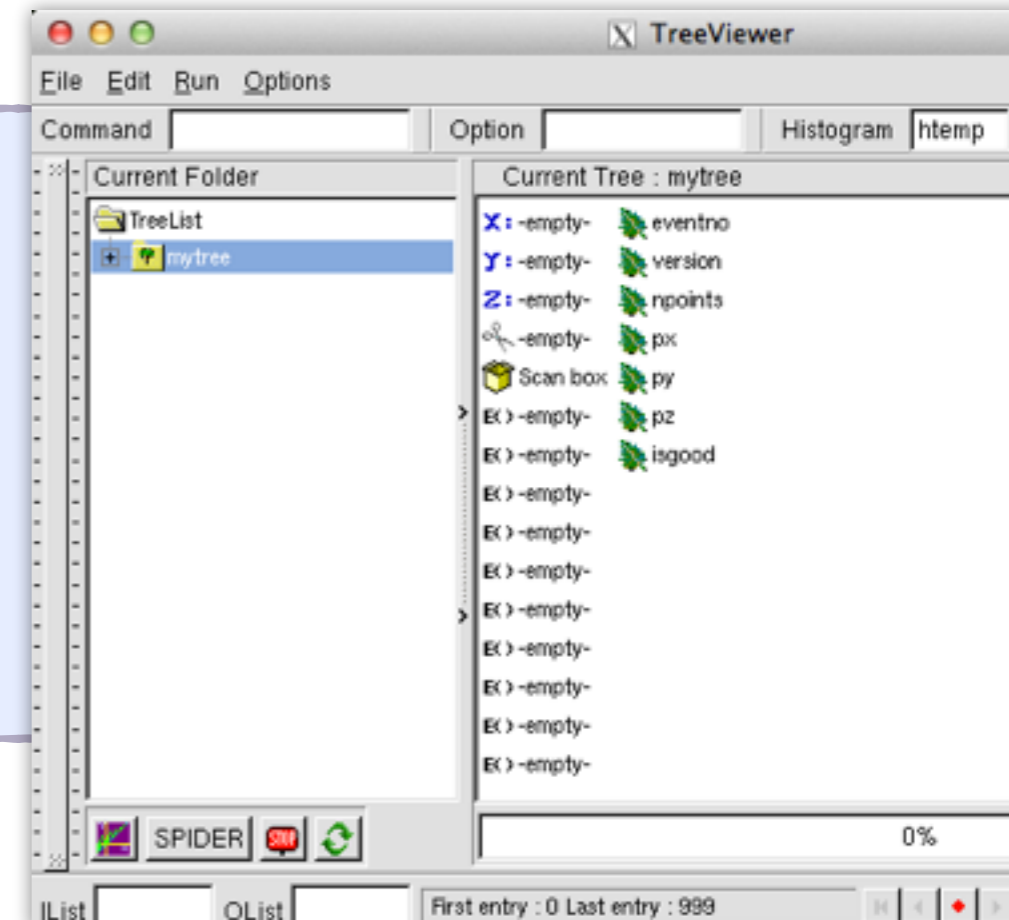 X TreeViewer
File Edit Run Options
Command Option Histogram htemp
Current Folder
TreeList
mytree
Current Tree : mytree
X: -empty- eventno
Y: -empty- version
Z: -empty- npoints
-empty- px
Scan box py
E() -empty- pz
E() -empty- isgood
E() -empty-
E() -empty-
E() -empty-
E() -empty-
E() -empty-
E() -empty-
E() -empty-
E() -empty-
SPIDER STOP
0%
IList OList First entry : 0 Last entry : 999